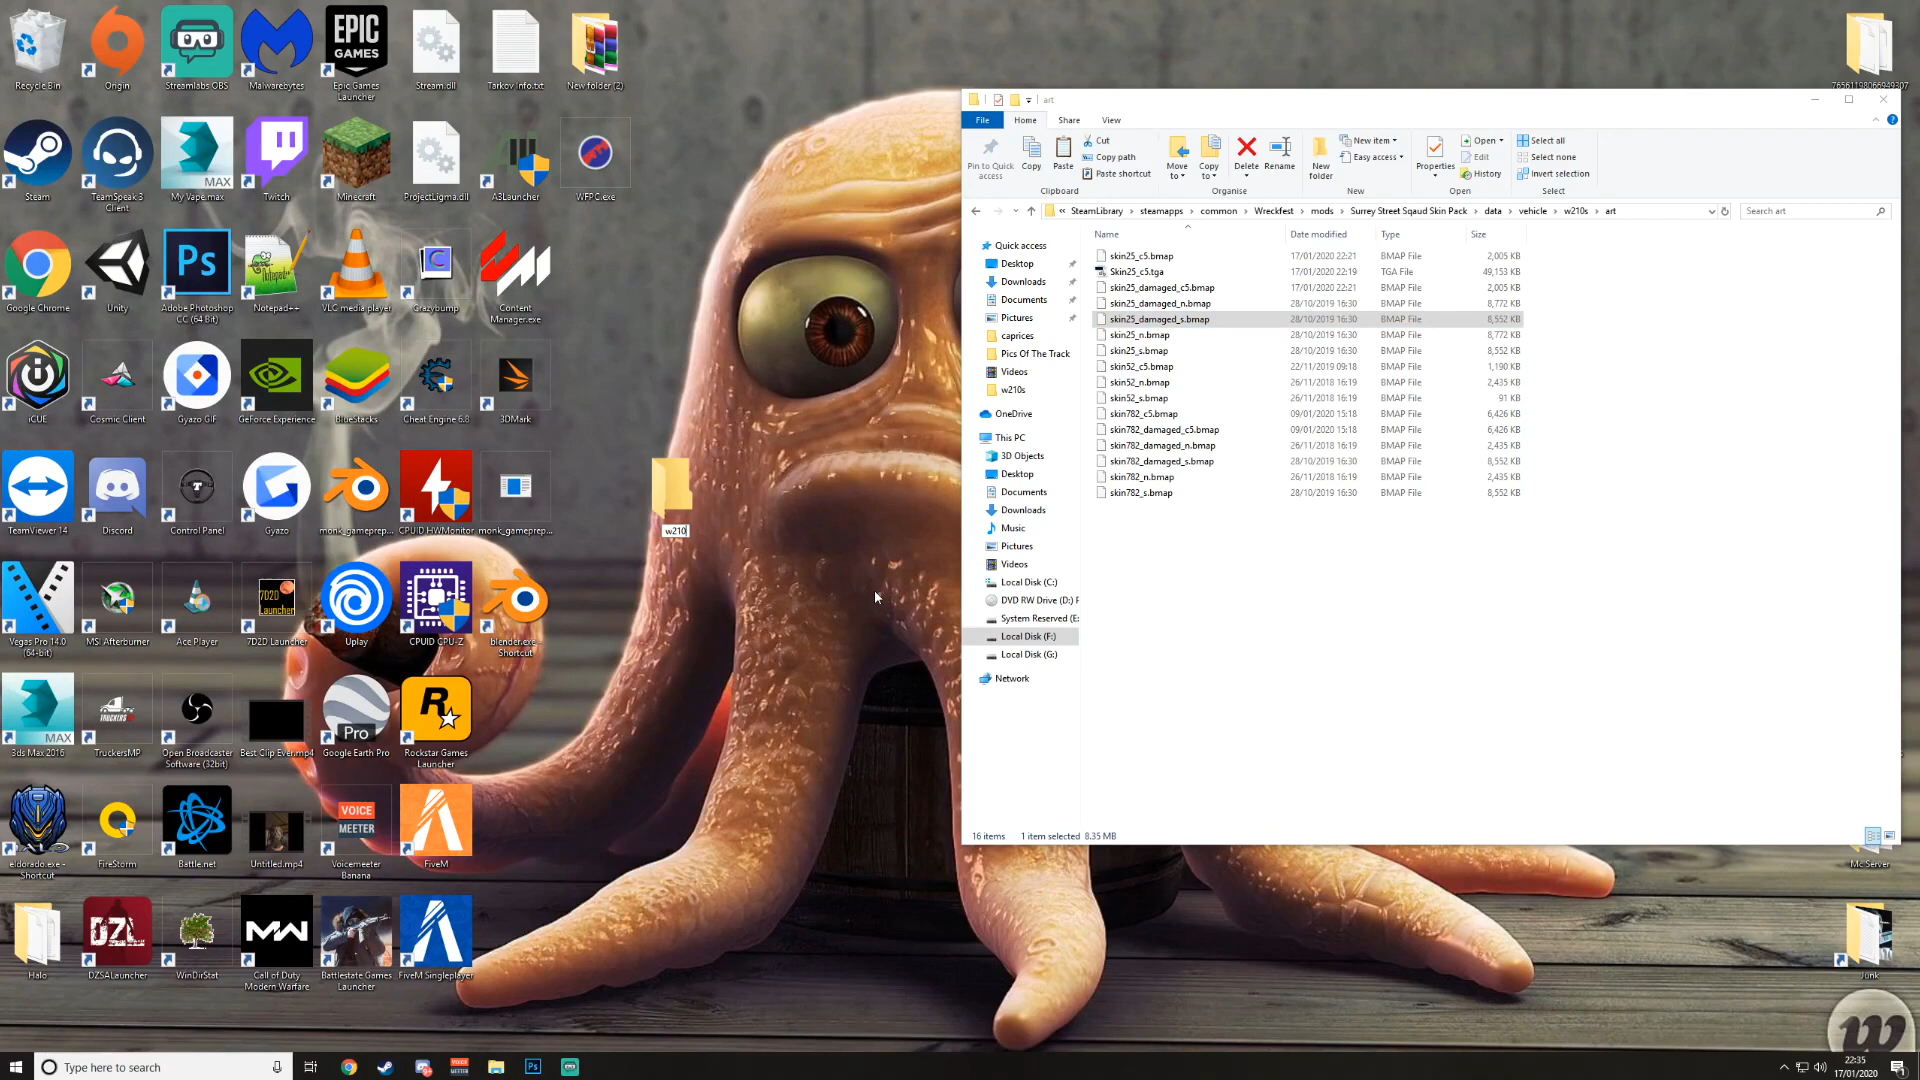 Recycle Bin
Origin
Streamlabs OBS
Malwarebytes
EPIC
GAMES
Epic Games
Launcher
Stream.dll
Tarkov Info.txt
New folder (2)
Steam
TeamSpeak 3
Client
MAX
My Vape.max
Twitch
Minecraft
ProjectLigma.dll
A3Launcher
WFPC.exe
Google Chrome
Unity
Ps
Adobe Photoshop
CC (64 Bit)
Notepad++
VLC media player
Crazybump
Content
Manager.exe
iCUE
Cosmic Client
Gyazo GIF
GeForce Experience
BlueStacks
Cheat Engine 6.8
3DMark
TeamViewer 14
Discord
Control Panel
Gyazo
monk_gameprep...
CPUID HWMonitor
monk_gameprep...
Vegas Pro 14.0
(64-bit)
MSI Afterburner
Ace Player
7D2D
Launcher
7D2D Launcher
Uplay
CPUID CPU-Z
blender.exe
Shortcut
MAX
3ds Max 2016
TRUCKERSMP
TruckersMP
Open Broadcaster
Software (32bit)
Best Clip Ever.mp4
Pro
Google Earth Pro
Rockstar Games
Launcher
eldorado.exe -
Shortcut
FireStorm
Battle.net
Untitled.mp4
VOICE
MEETER
Voicemeeter
Banana
FiveM
Halo
DZL
DZSALauncher
WinDirStat
MW
Call of Duty
Modern Warfare
Battlestate Games
Launcher
FiveM Singleplayer
w210
Mc Server
Junk
art
File
Home
Share
View
Pin to Quick
access
Copy
Paste
Cut
Copy path
Paste shortcut
Clipboard
Move
to
Copy
to
Delete
Rename
Organise
New
folder
New item
Easy access
New
Properties
Open
Edit
History
Open
Select all
Select none
Invert selection
Select
« SteamLibrary > steamapps > common > Wreckfest > mods > Surrey Street Sqaud Skin Pack > data > vehicle > w210s > art
Search art
Quick access
Desktop
Downloads
Documents
Pictures
caprices
Pics Of The Track
Videos
w210s
OneDrive
This PC
3D Objects
Desktop
Documents
Downloads
Music
Pictures
Videos
Local Disk (C:)
DVD RW Drive (D:) F
System Reserved (E:
Local Disk (F:)
Local Disk (G:)
Network
Name Date modified Type Size
skin25_c5.bmap 17/01/2020 22:21 BMAP File 2,005 KB
Skin25_c5.tga 17/01/2020 22:19 TGA File 49,153 KB
skin25_damaged_c5.bmap 17/01/2020 22:21 BMAP File 2,005 KB
skin25_damaged_n.bmap 28/10/2019 16:30 BMAP File 8,772 KB
skin25_damaged_s.bmap 28/10/2019 16:30 BMAP File 8,552 KB
skin25_n.bmap 28/10/2019 16:30 BMAP File 8,772 KB
skin25_s.bmap 28/10/2019 16:30 BMAP File 8,552 KB
skin52_c5.bmap 22/11/2019 09:18 BMAP File 1,190 KB
skin52_n.bmap 26/11/2018 16:19 BMAP File 2,435 KB
skin52_s.bmap 26/11/2018 16:19 BMAP File 91 KB
skin782_c5.bmap 09/01/2020 15:18 BMAP File 6,426 KB
skin782_damaged_c5.bmap 09/01/2020 15:18 BMAP File 6,426 KB
skin782_damaged_n.bmap 26/11/2018 16:19 BMAP File 2,435 KB
skin782_damaged_s.bmap 28/10/2019 16:30 BMAP File 8,552 KB
skin782_n.bmap 26/11/2018 16:19 BMAP File 2,435 KB
skin782_s.bmap 28/10/2019 16:30 BMAP File 8,552 KB
16 items 1 item selected 8.35 MB
Type here to search
22:35
17/01/2020